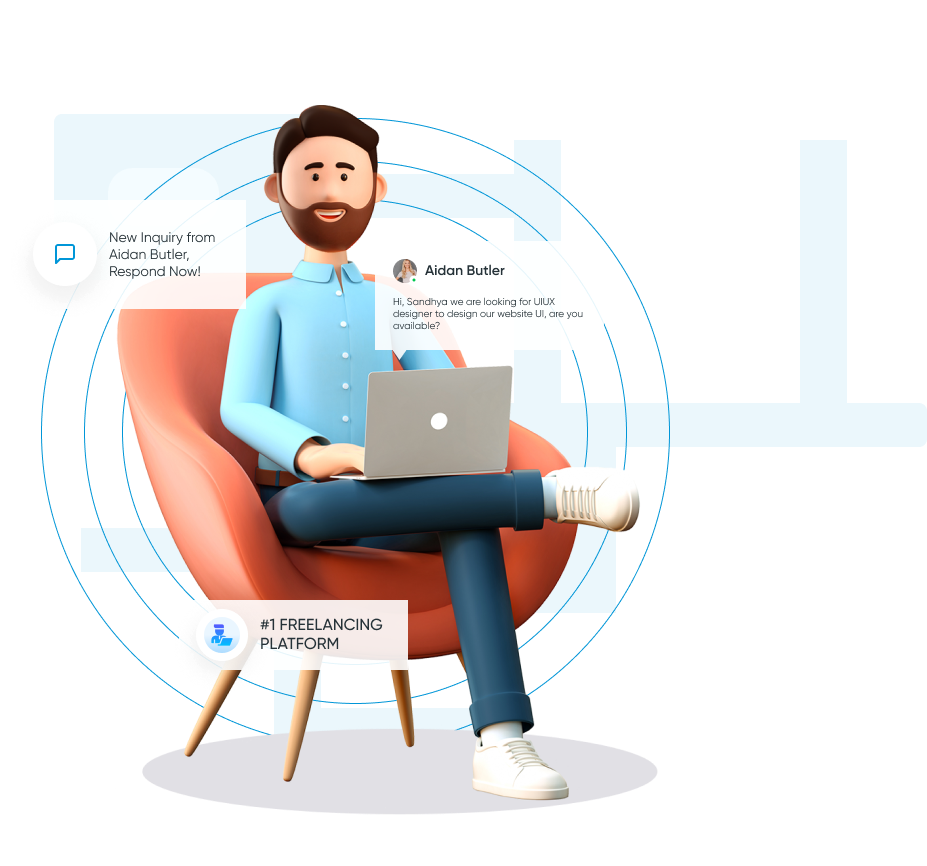 New Inquiry from
Aidan Butler,
Respond Now!
Aidan Butler
Hi, Sandhya we are looking for UIUX
designer to design our website UI, are you
available?
#1 FREELANCING
PLATFORM